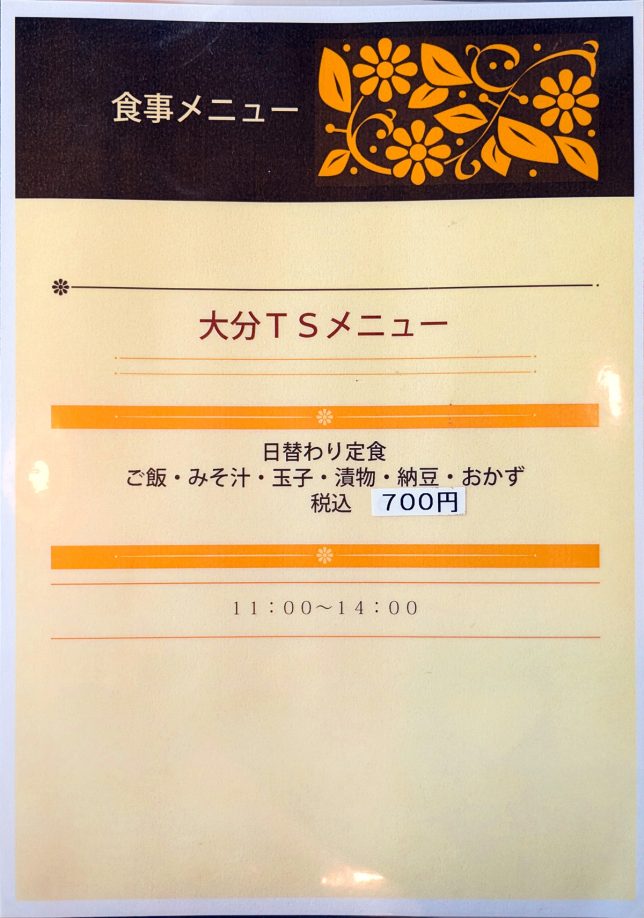 食事メニュー
大分ＴＳメニュー
日替わり定食
ご飯・みそ汁・玉子・漬物・納豆・おかず
税込　７００円
１１：００～１４：００